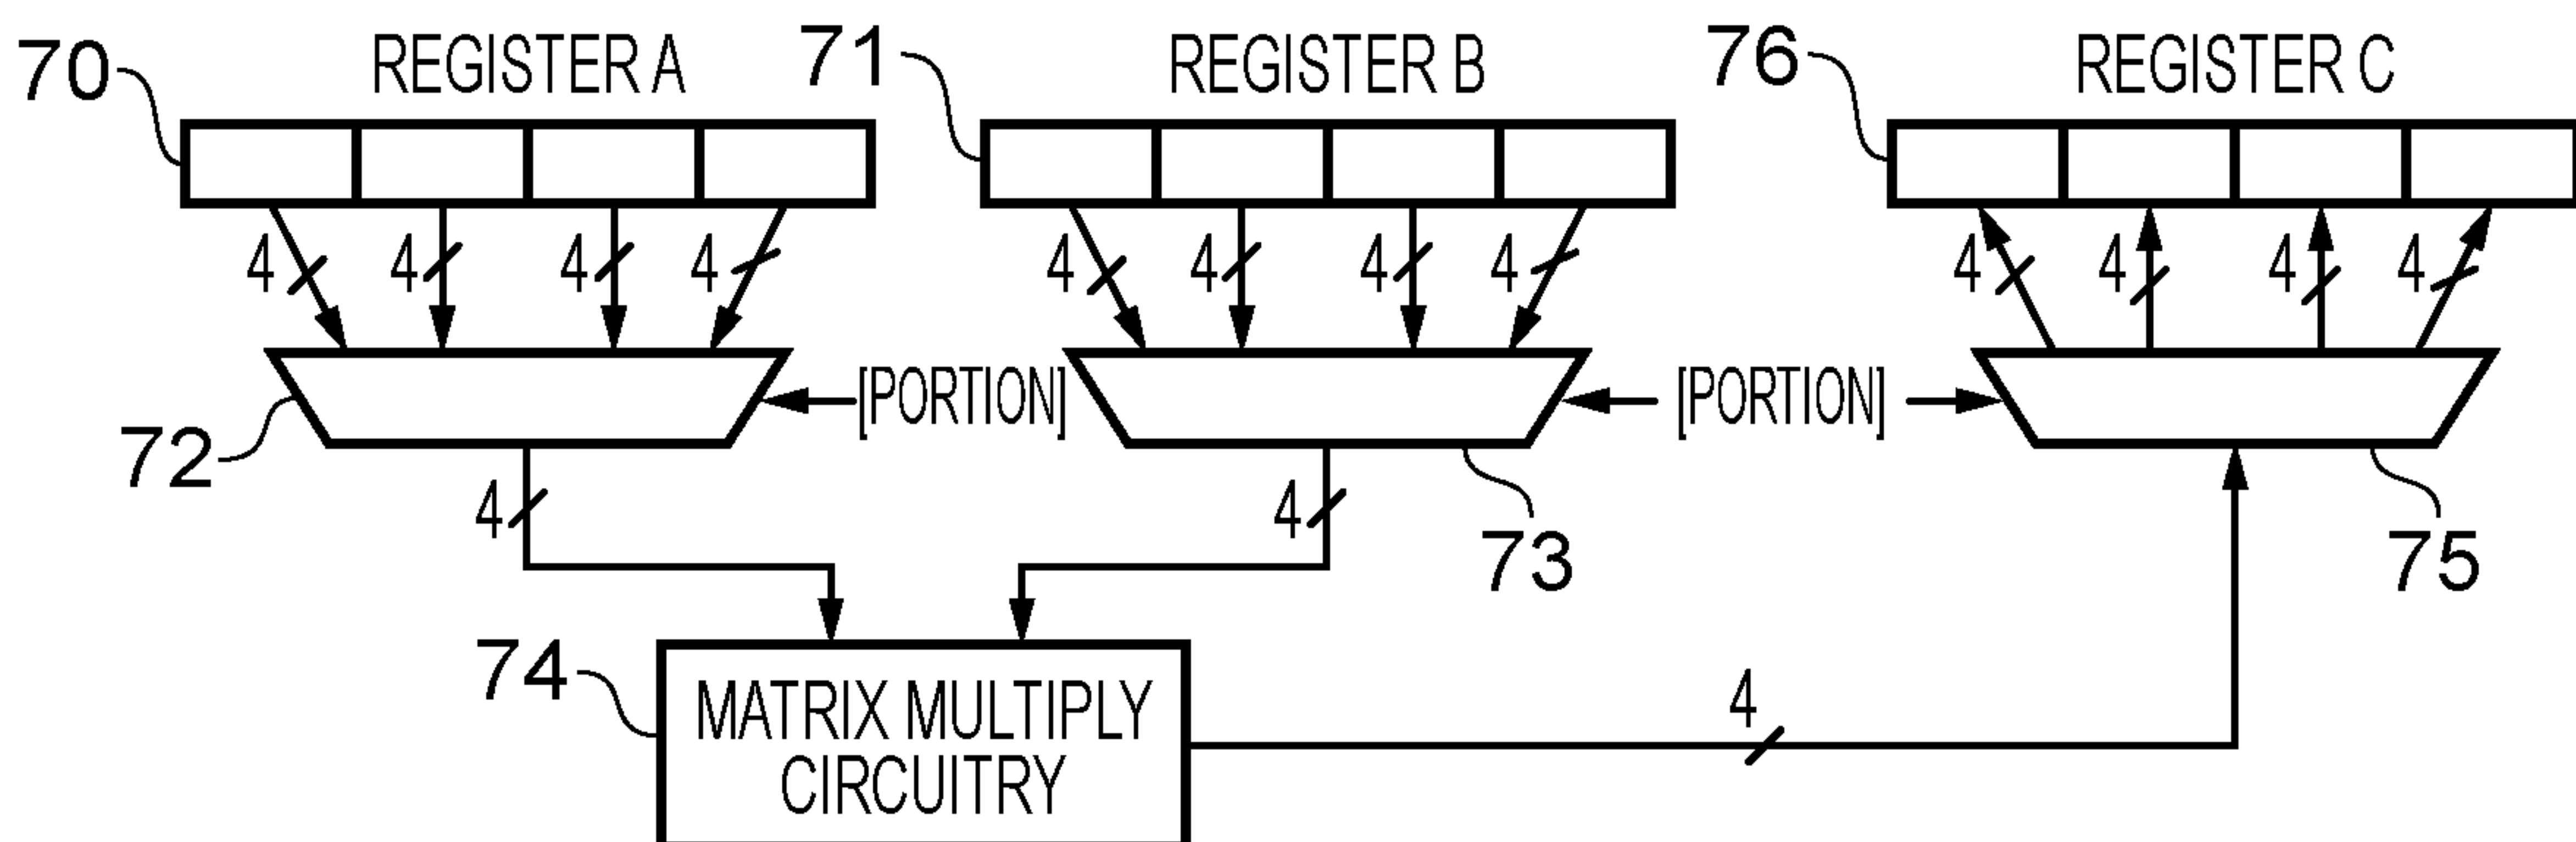 70 REGISTER A 71 REGISTER B 76 REGISTER C
4 4 4 4 4 4 4 4 4 4 4 4
[PORTION] [PORTION]
72 4 4 73 75
74 MATRIX MULTIPLY 4
CIRCUITRY